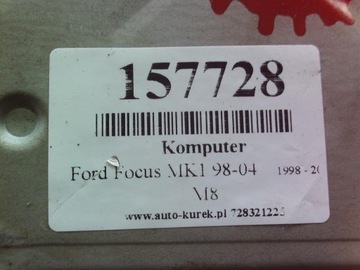 157728
Komputer
Ford Focus MK1 98-04 1998 - 20
M8
www.auto-kurek.pl 728321225